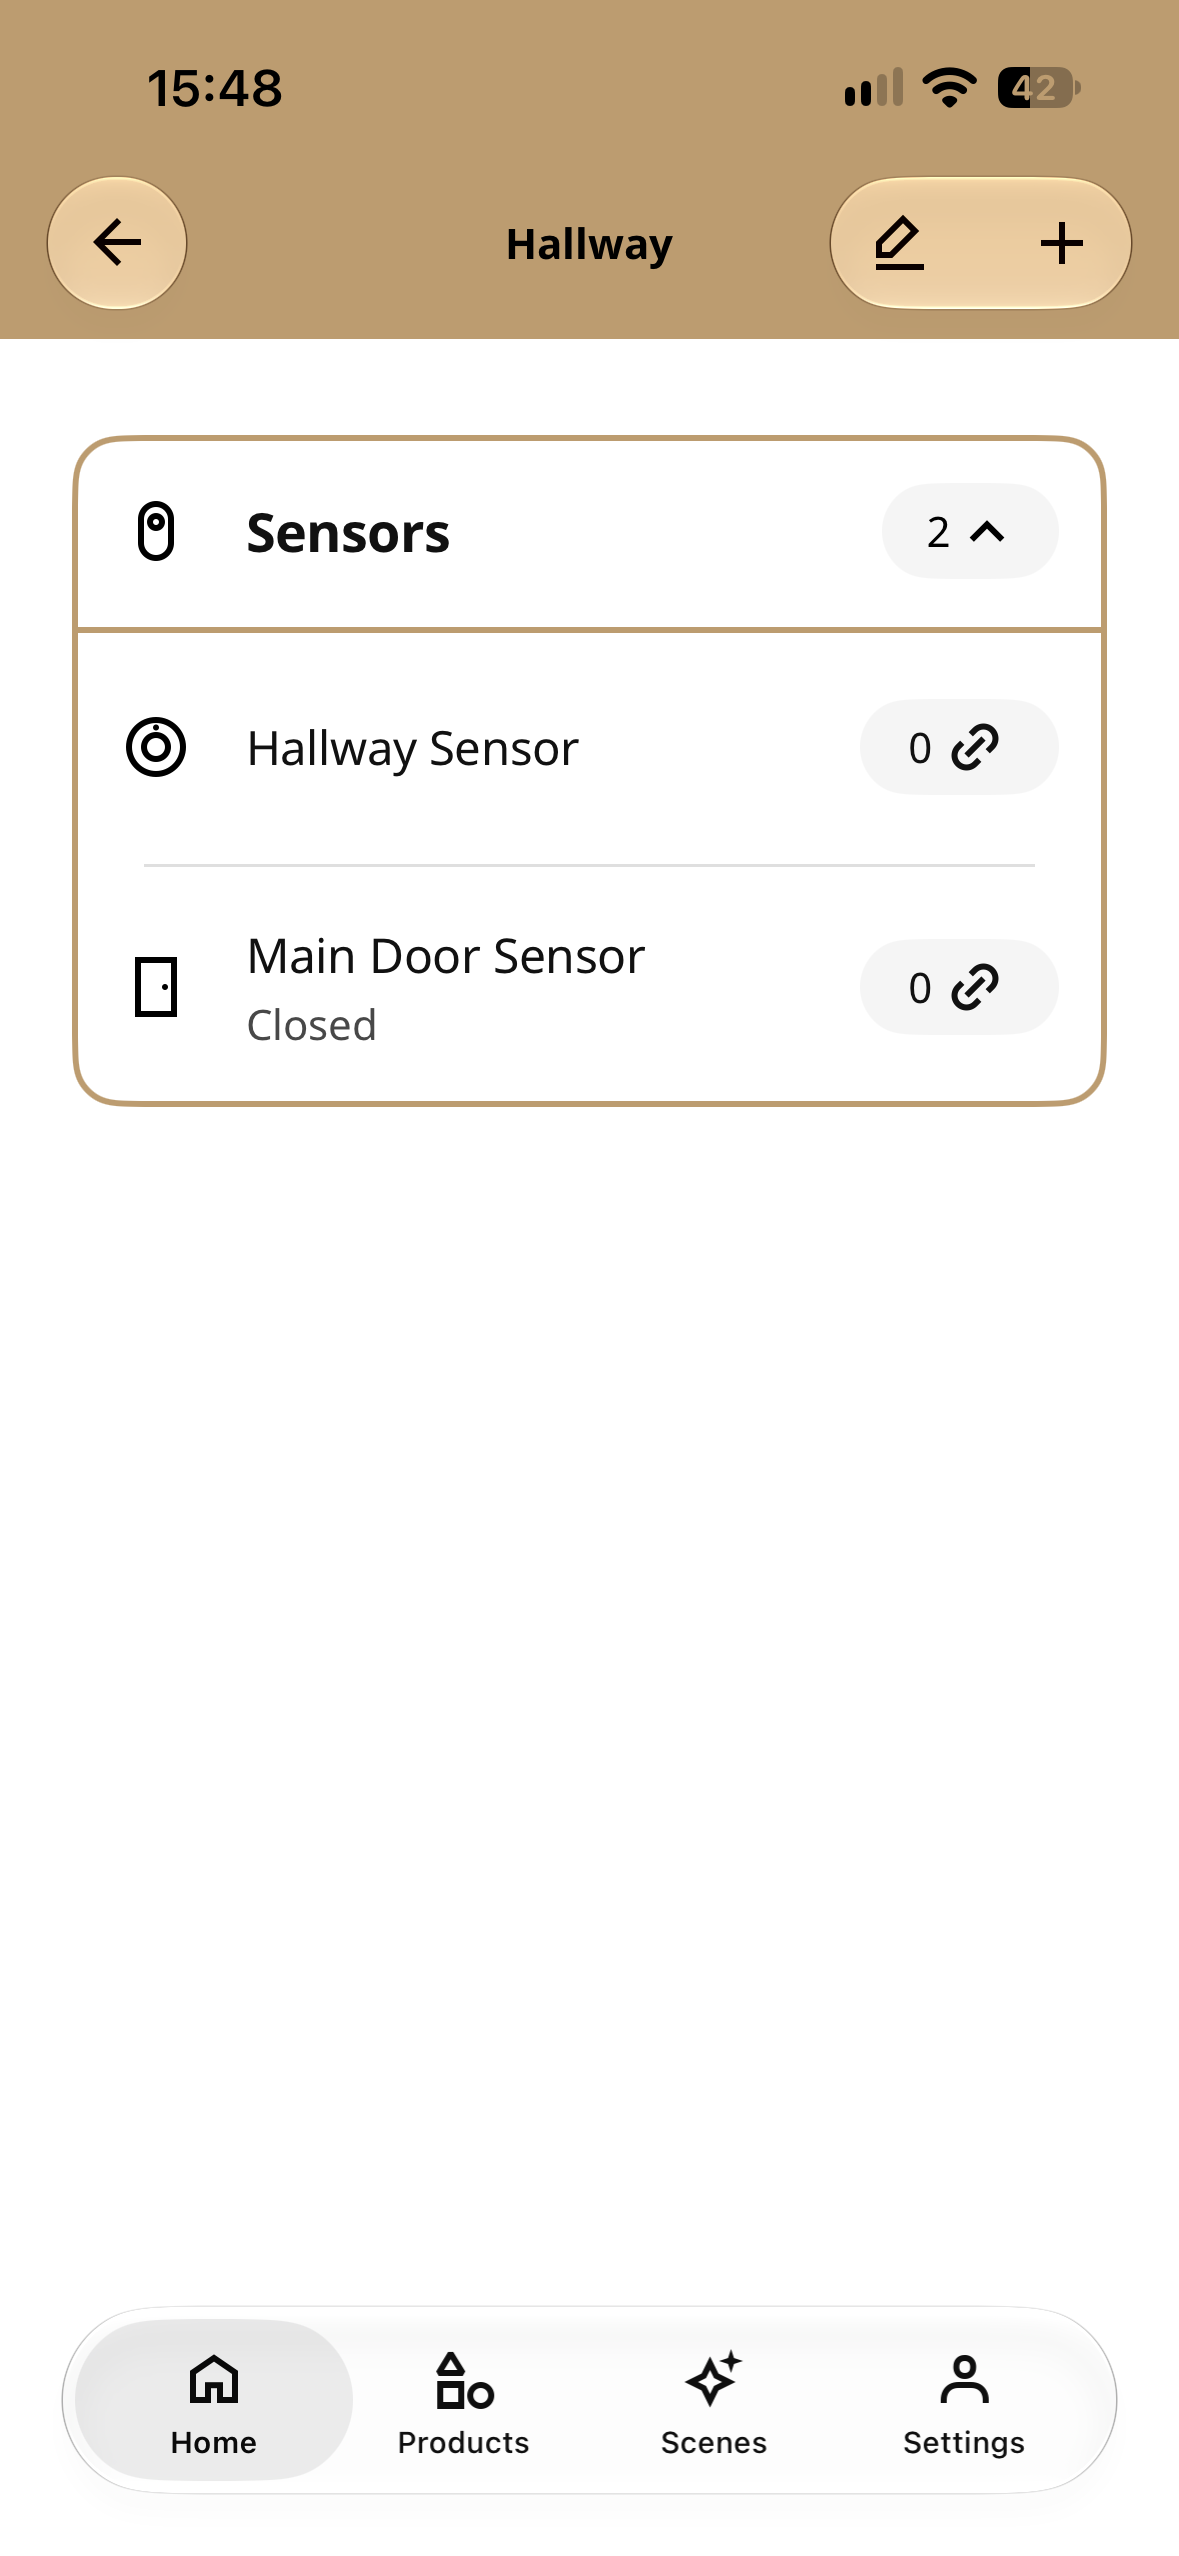 15:48
42
Hallway
Sensors
2
Hallway Sensor
0
Main Door Sensor
Closed
0
Home
Products
Scenes
Settings